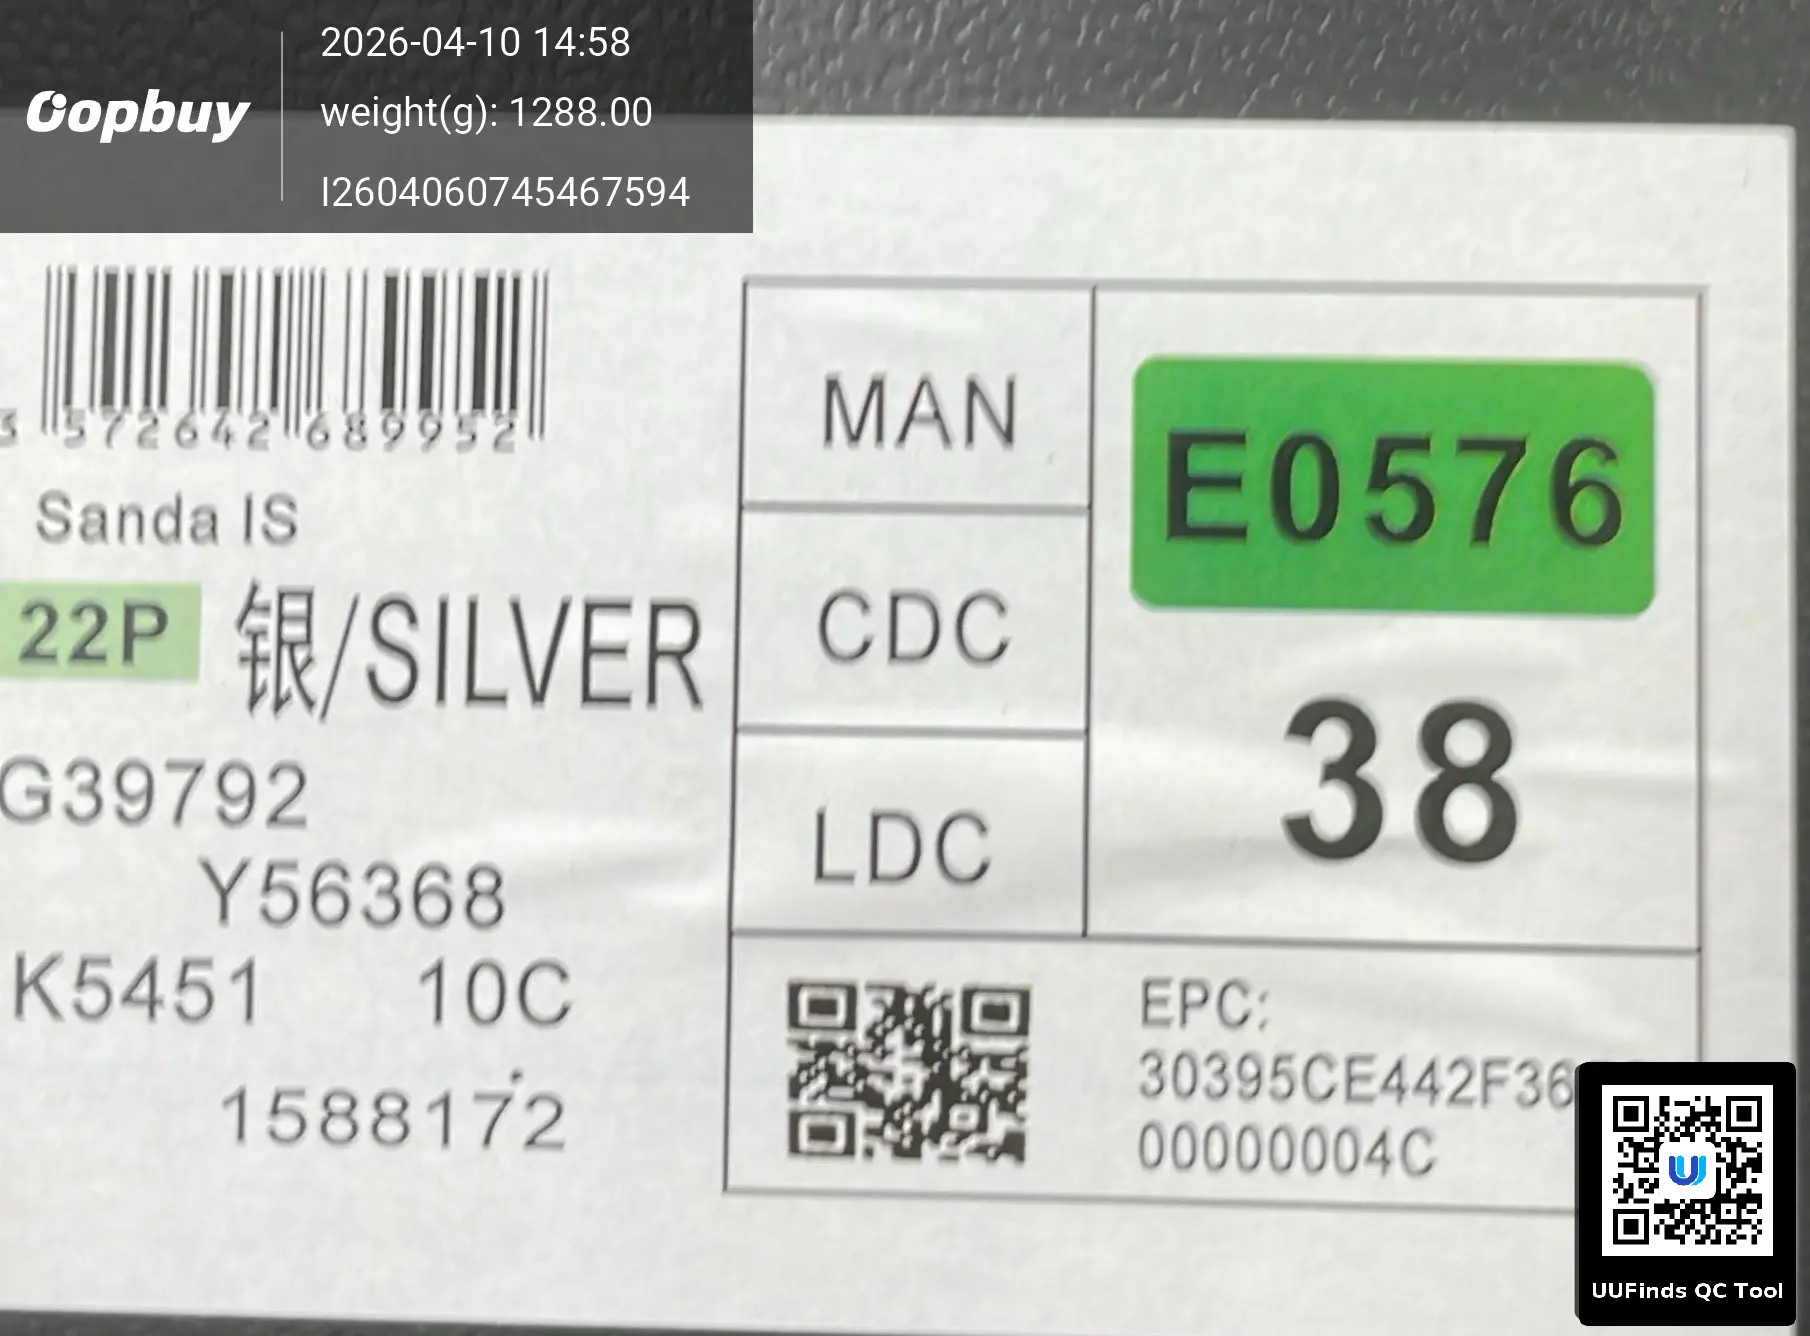 Oopbuy
2026-04-10 14:58
weight(g): 1288.00
I2604060745467594
3 572642 689952
Sanda IS
22P 银/SILVER
G39792
Y56368
K5451 10C
1588172
MAN
CDC
LDC
E0576
38
EPC:
30395CE442F36
00000004C
UUFinds QC Tool